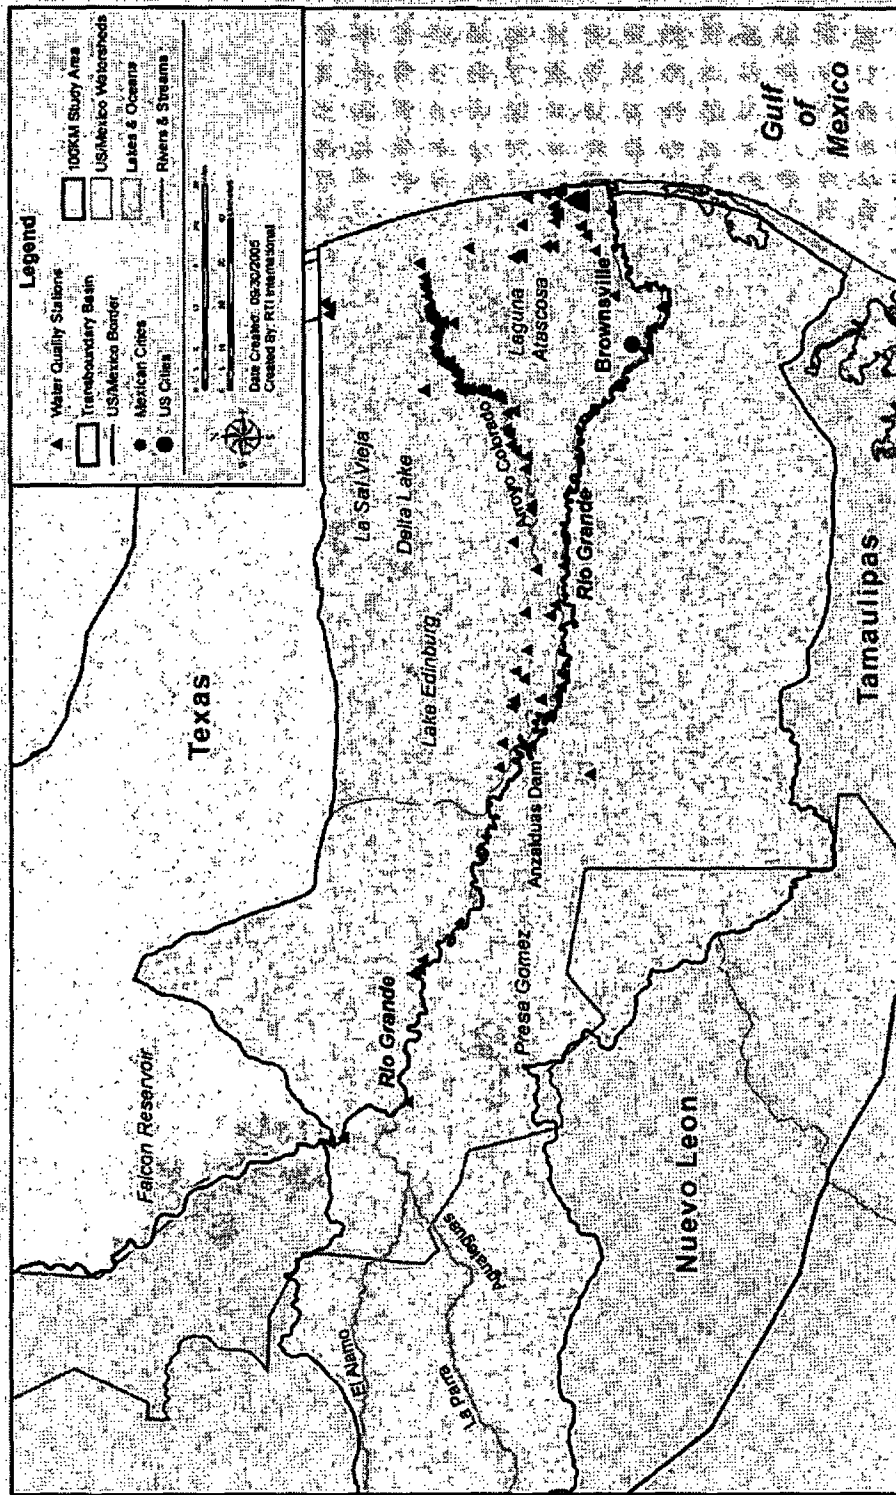 Legend
Water Quality Stations
Transboundary Basin
US/Mexico Border
Mexican Cities
US Cities
100KM Study Area
US/Mexico Watersheds
Lakes & Oceans
Rivers & Streams
Date Created: 09/30/2005
Created By: RTI International
Texas
Falcon Reservoir
La Sal Vieja
Delta Lake
Lake Edinburg
Arroyo Colorado
Laguna
Atascosa
Rio Grande
Rio Grande
Brownsville
Gulf
of
Mexico
Anzalduas Dam
Presa Gomez
El Alamo
Agualeguas
La Parra
Nuevo Leon
Tamaulipas